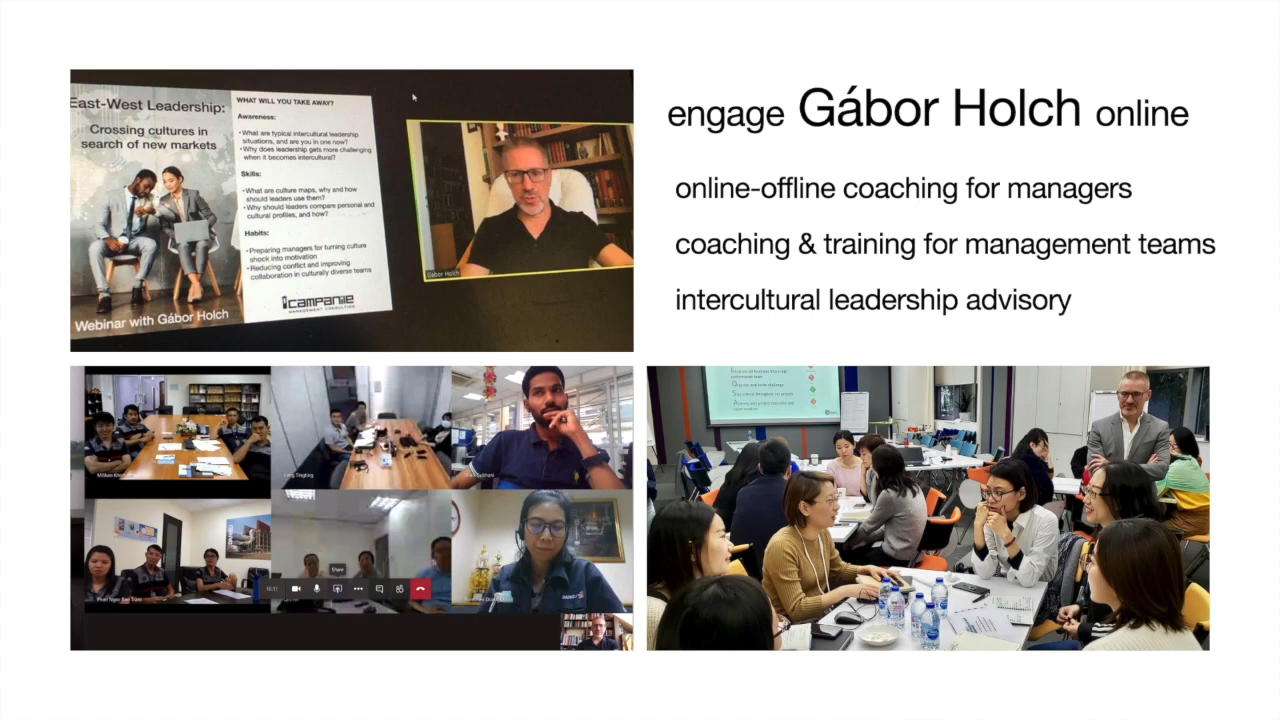 East-West Leadership:
Crossing cultures in
search of new markets
Webinar with Gábor Holch
WHAT WILL YOU TAKE AWAY?
Awareness:
• What are typical intercultural leadership
situations, and are you in one now?
• Why does leadership get more challenging
when it becomes intercultural?
Skills:
• What are culture maps, why and how
should leaders use them?
• Why should leaders compare personal and
cultural profiles, and how?
Habits:
• Preparing managers for turning culture
shock into motivation
• Reducing conflict and improving
collaboration in culturally diverse teams
CAMPANILE
MANAGEMENT CONSULTING
Gábor Holch
engage Gábor Holch online
online-offline coaching for managers
coaching & training for management teams
intercultural leadership advisory
Share